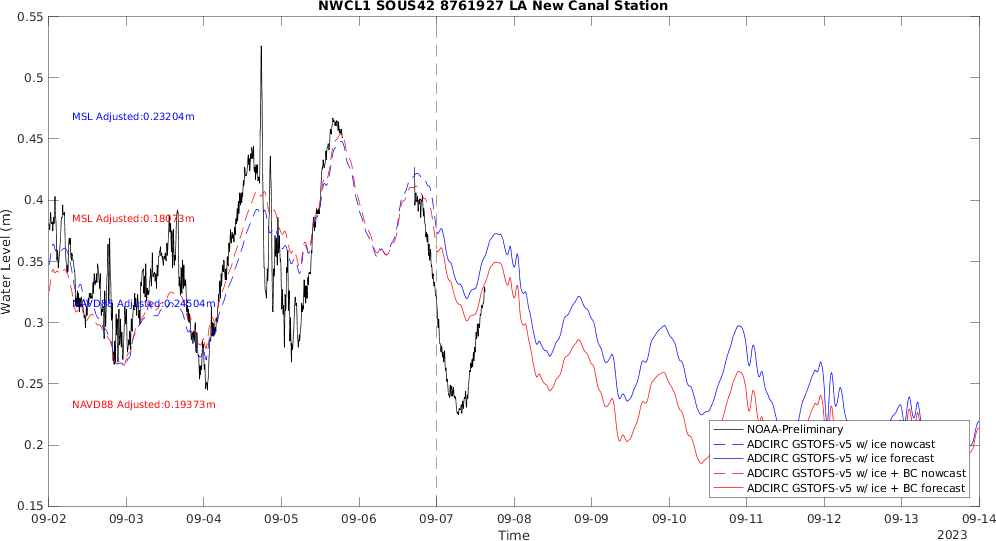 NWCL1 SOUS42 8761927 LA New Canal Station
0.55
0.5
0.45
0.4
0.35
0.3
0.25
0.2
0.15
Water Level (m)
MSL Adjusted:0.23204m
MSL Adjusted:0.18073m
NAVD88 Adjusted:0.24504m
NAVD88 Adjusted:0.19373m
NOAA-Preliminary
ADCIRC GSTOFS-v5 w/ ice nowcast
ADCIRC GSTOFS-v5 w/ ice forecast
ADCIRC GSTOFS-v5 w/ ice + BC nowcast
ADCIRC GSTOFS-v5 w/ ice + BC forecast
09-02 09-03 09-04 09-05 09-06 09-07 09-08 09-09 09-10 09-11 09-12 09-13 09-14
Time
2023